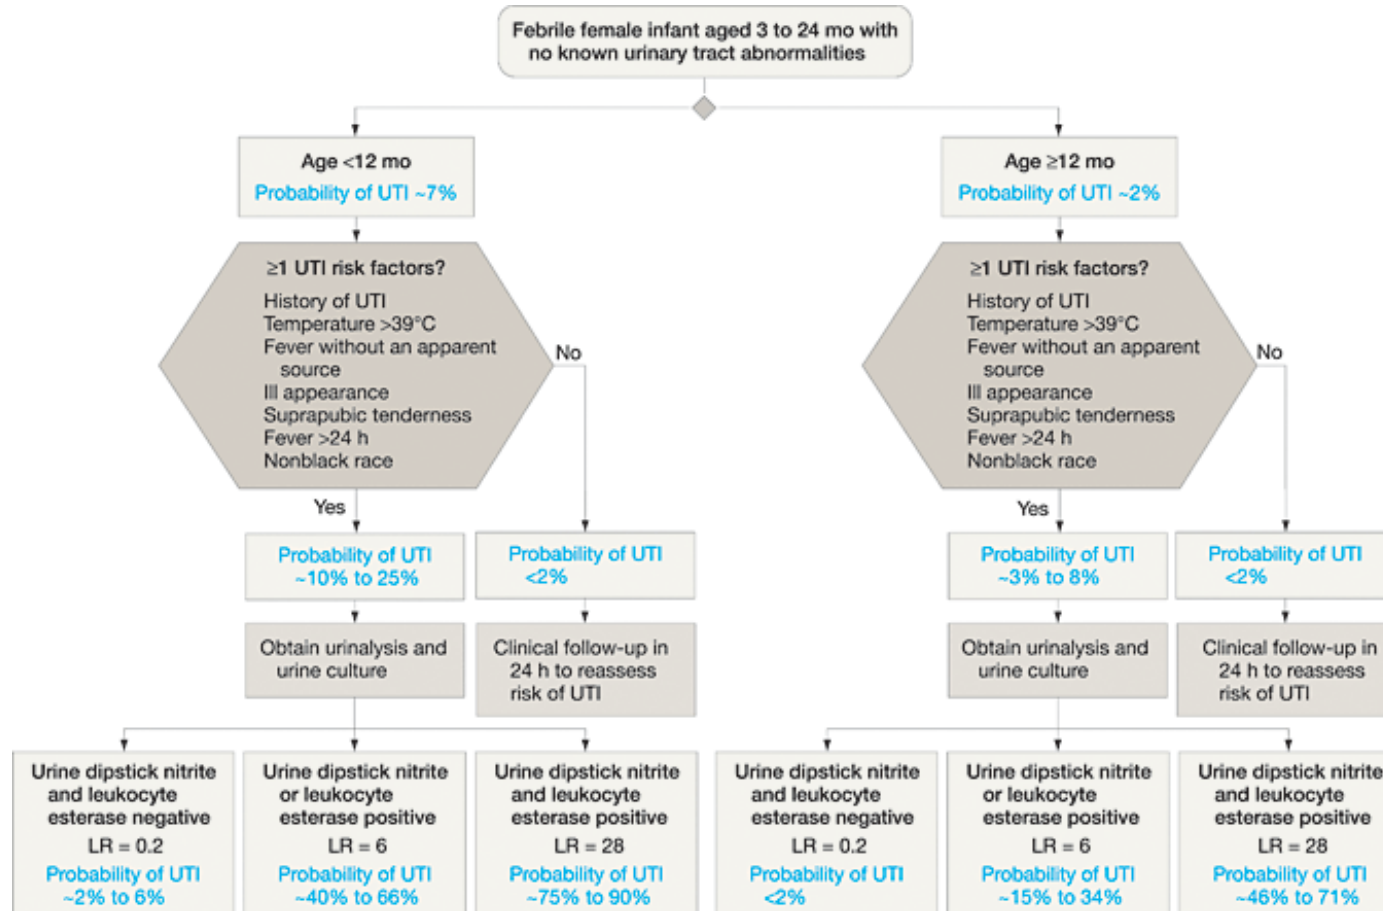 Febrile female infant aged 3 to 24 mo with
no known urinary tract abnormalities
Age <12 mo
Probability of UTI ~7%
≥1 UTI risk factors?
History of UTI
Temperature >39°C
Fever without an apparent
source
Ill appearance
Suprapubic tenderness
Fever >24 h
Nonblack race
No
Yes
Probability of UTI
~10% to 25%
Probability of UTI
<2%
Obtain urinalysis and
urine culture
Clinical follow-up in
24 h to reassess
risk of UTI
Urine dipstick nitrite
and leukocyte
esterase negative
LR = 0.2
Probability of UTI
~2% to 6%
Urine dipstick nitrite
or leukocyte
esterase positive
LR = 6
Probability of UTI
~40% to 66%
Urine dipstick nitrite
and leukocyte
esterase positive
LR = 28
Probability of UTI
~75% to 90%
Age ≥12 mo
Probability of UTI ~2%
≥1 UTI risk factors?
History of UTI
Temperature >39°C
Fever without an apparent
source
Ill appearance
Suprapubic tenderness
Fever >24 h
Nonblack race
No
Yes
Probability of UTI
~3% to 8%
Probability of UTI
<2%
Obtain urinalysis and
urine culture
Clinical follow-up in
24 h to reassess
risk of UTI
Urine dipstick nitrite
and leukocyte
esterase negative
LR = 0.2
Probability of UTI
<2%
Urine dipstick nitrite
or leukocyte
esterase positive
LR = 6
Probability of UTI
~15% to 34%
Urine dipstick nitrite
and leukocyte
esterase positive
LR = 28
Probability of UTI
~46% to 71%